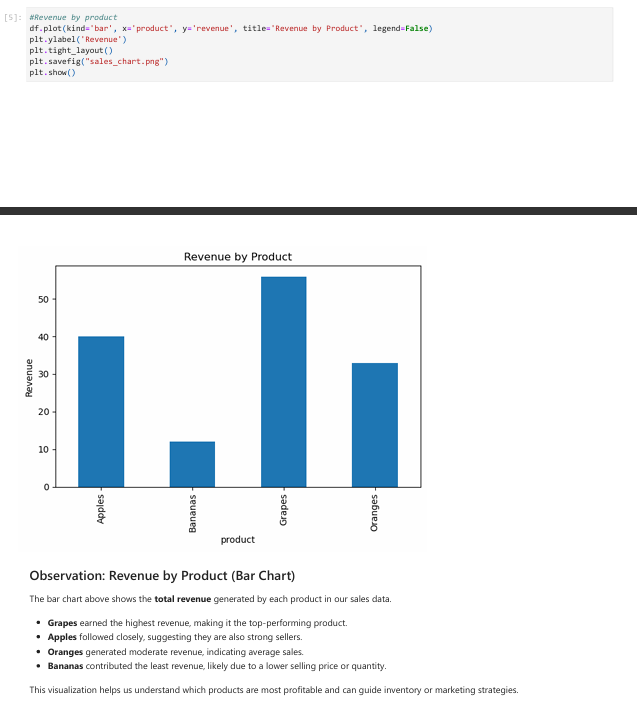 [5]: #Revenue by product
df.plot(kind='bar', x='product', y='revenue', title='Revenue by Product', legend=False)
plt.ylabel('Revenue')
plt.tight_layout()
plt.savefig("sales_chart.png")
plt.show()
Revenue by Product
50
40
30
20
10
0
Revenue
Apples
Bananas
Grapes
Oranges
product
Observation: Revenue by Product (Bar Chart)
The bar chart above shows the total revenue generated by each product in our sales data.
• Grapes earned the highest revenue, making it the top-performing product.
• Apples followed closely, suggesting they are also strong sellers.
• Oranges generated moderate revenue, indicating average sales.
• Bananas contributed the least revenue, likely due to a lower selling price or quantity.
This visualization helps us understand which products are most profitable and can guide inventory or marketing strategies.